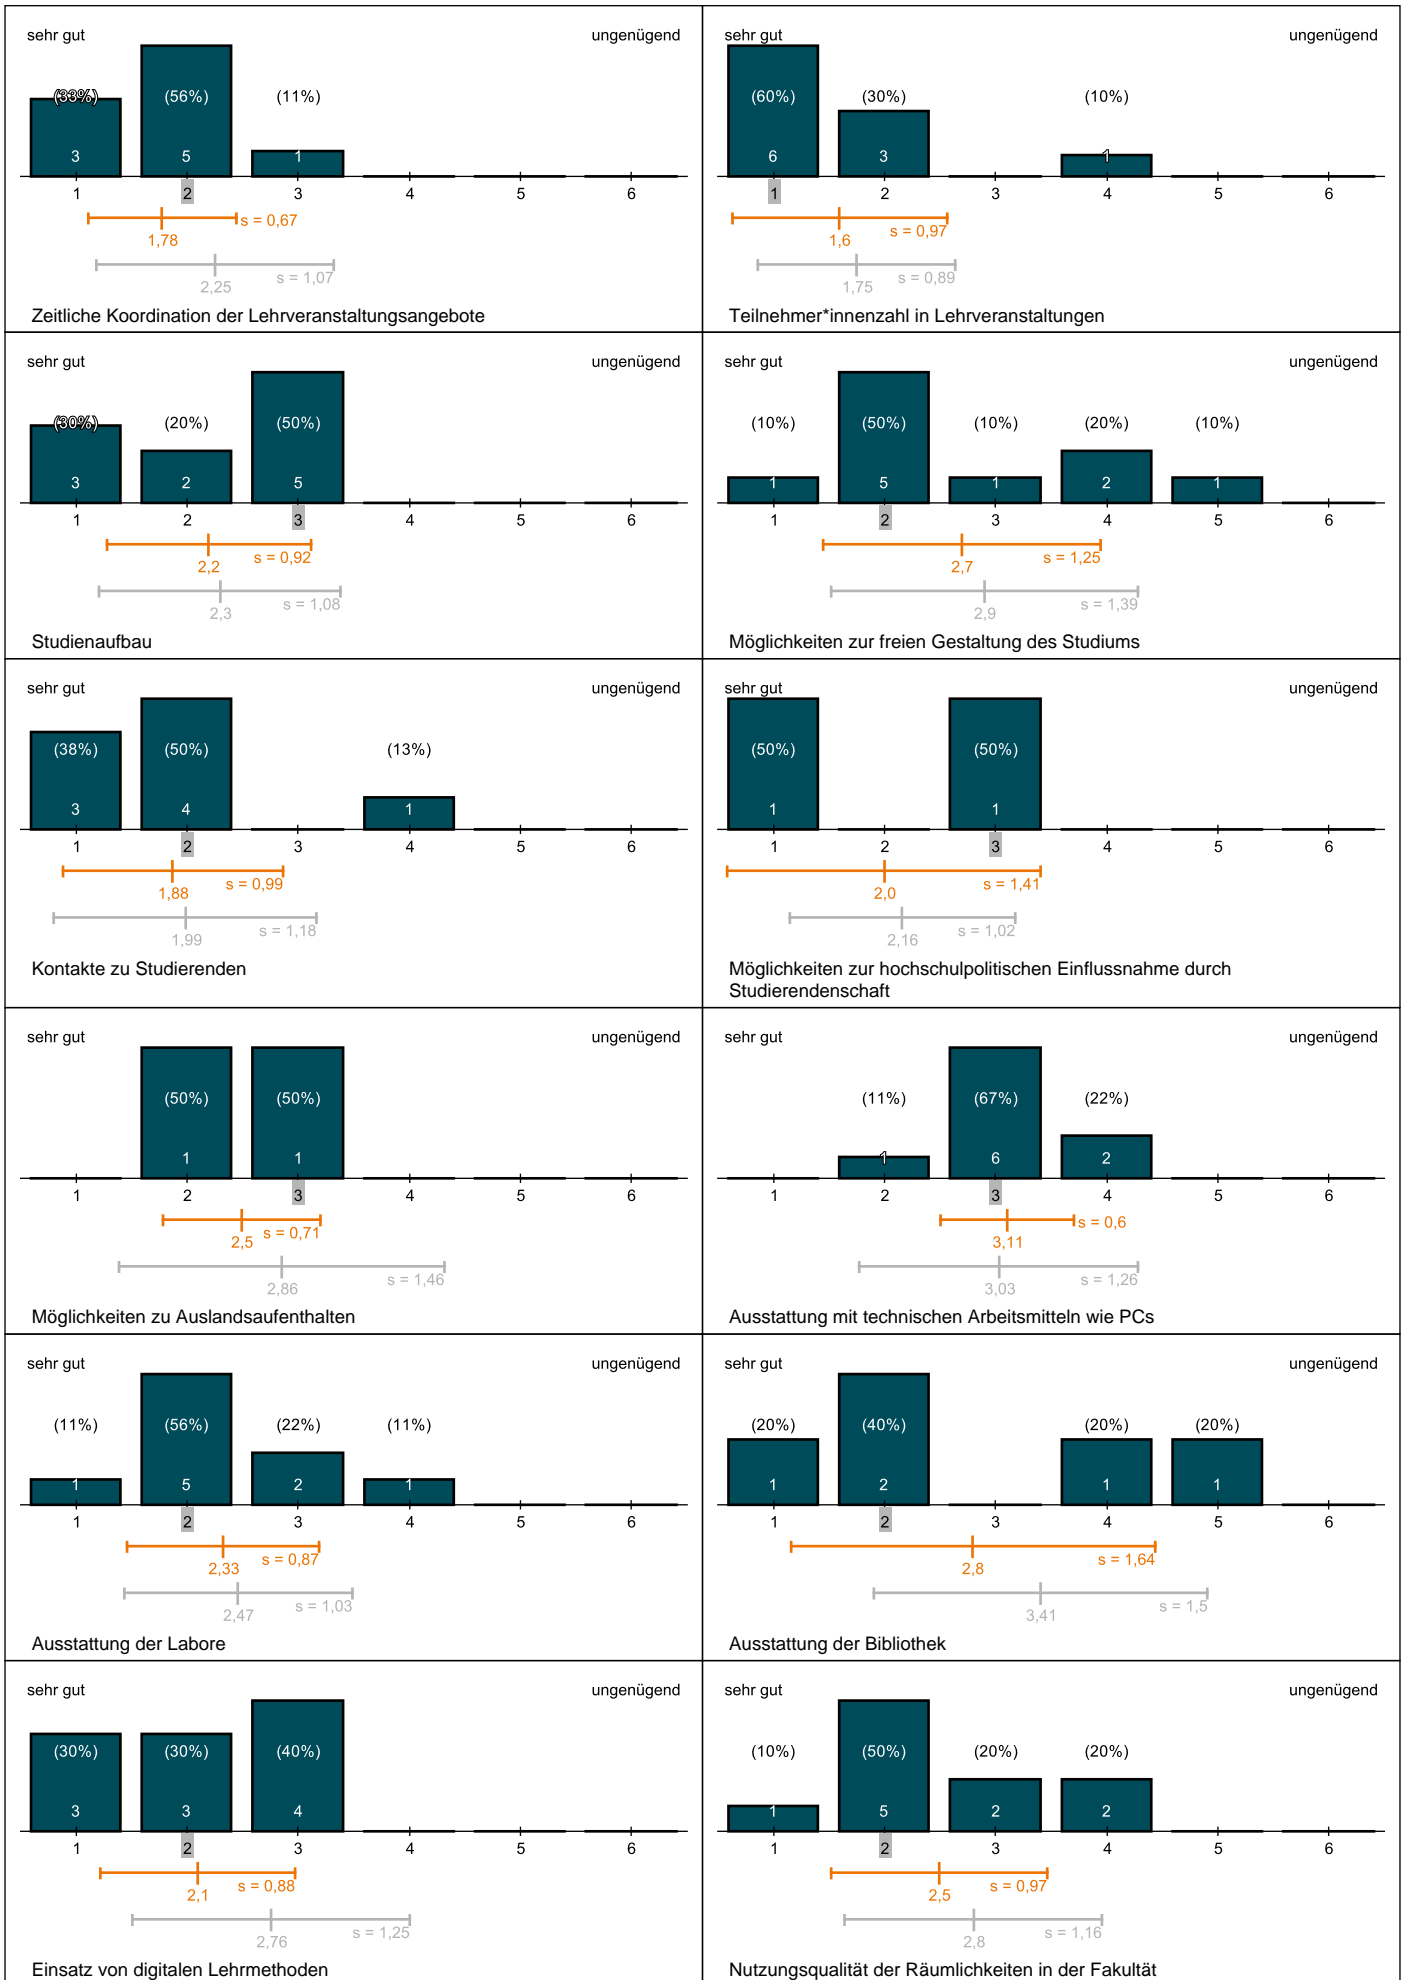 sehr gut ungenügend
(33%) (56%) (11%)
3 5 1
1 2 3 4 5 6
s = 0,67
1,78
s = 1,07
2,25
Zeitliche Koordination der Lehrveranstaltungsangebote
sehr gut ungenügend
(60%) (30%) (10%)
6 3 1
1 2 3 4 5 6
s = 0,97
1,6
s = 0,89
1,75
Teilnehmer*innenzahl in Lehrveranstaltungen
sehr gut ungenügend
(30%) (20%) (50%)
3 2 5
1 2 3 4 5 6
s = 0,92
2,2
s = 1,08
2,3
Studienaufbau
sehr gut ungenügend
(10%) (50%) (10%) (20%) (10%)
1 5 1 2 1
1 2 3 4 5 6
s = 1,25
2,7
s = 1,39
2,9
Möglichkeiten zur freien Gestaltung des Studiums
sehr gut ungenügend
(38%) (50%) (13%)
3 4 1
1 2 3 4 5 6
s = 0,99
1,88
s = 1,18
1,99
Kontakte zu Studierenden
sehr gut ungenügend
(50%) (50%)
1 1
1 2 3 4 5 6
s = 1,41
2,0
s = 1,02
2,16
Möglichkeiten zur hochschulpolitischen Einflussnahme durch
Studierendenschaft
sehr gut ungenügend
(50%) (50%)
1 1
1 2 3 4 5 6
s = 0,71
2,5
s = 1,46
2,86
Möglichkeiten zu Auslandsaufenthalten
sehr gut ungenügend
(11%) (67%) (22%)
1 6 2
1 2 3 4 5 6
s = 0,6
3,11
s = 1,26
3,03
Ausstattung mit technischen Arbeitsmitteln wie PCs
sehr gut ungenügend
(11%) (56%) (22%) (11%)
1 5 2 1
1 2 3 4 5 6
s = 0,87
2,33
s = 1,03
2,47
Ausstattung der Labore
sehr gut ungenügend
(20%) (40%) (20%) (20%)
1 2 1 1
1 2 3 4 5 6
s = 1,64
2,8
s = 1,5
3,41
Ausstattung der Bibliothek
sehr gut ungenügend
(30%) (30%) (40%)
3 3 4
1 2 3 4 5 6
s = 0,88
2,1
s = 1,25
2,76
Einsatz von digitalen Lehrmethoden
sehr gut ungenügend
(10%) (50%) (20%) (20%)
1 5 2 2
1 2 3 4 5 6
s = 0,97
2,5
s = 1,16
2,8
Nutzungsqualität der Räumlichkeiten in der Fakultät